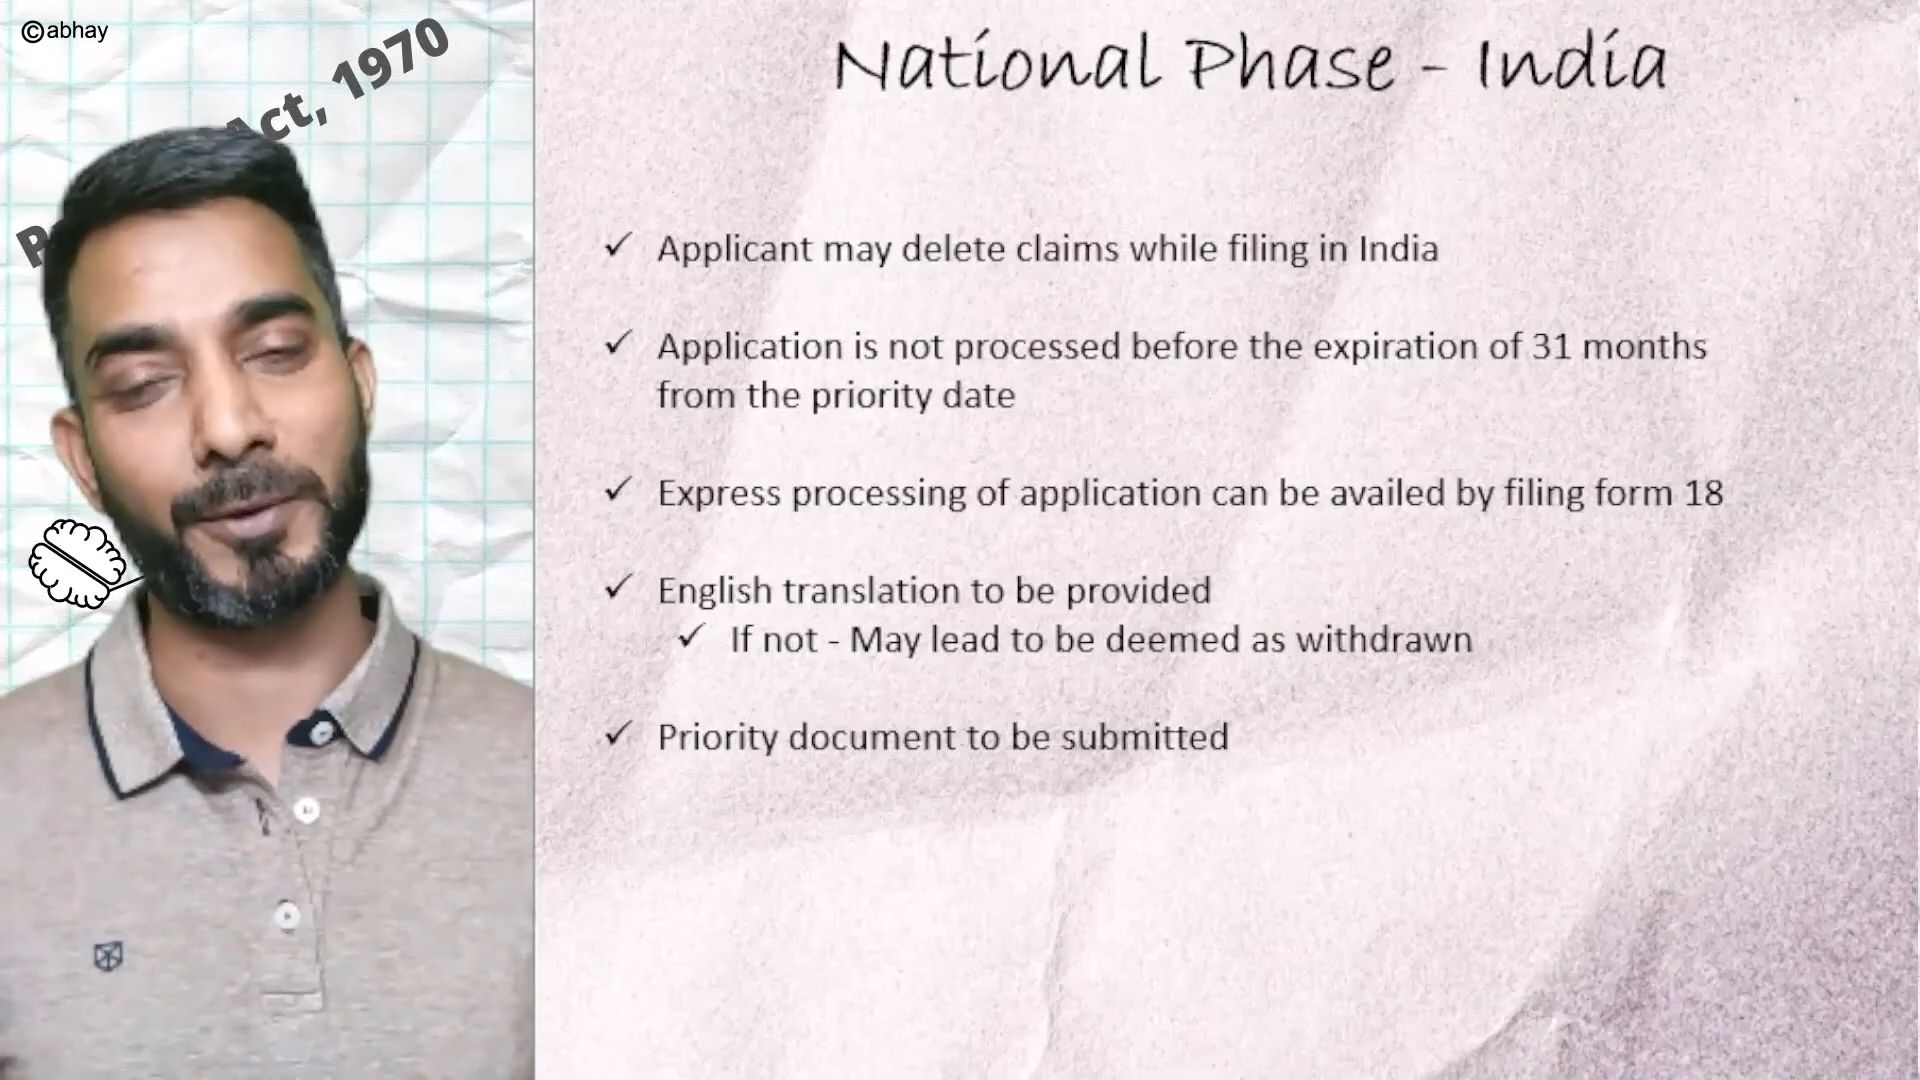 ©abhay
Act, 1970
National Phase - India
Applicant may delete claims while filing in India
Application is not processed before the expiration of 31 months
from the priority date
Express processing of application can be availed by filing form 18
English translation to be provided
If not - May lead to be deemed as withdrawn
Priority document to be submitted